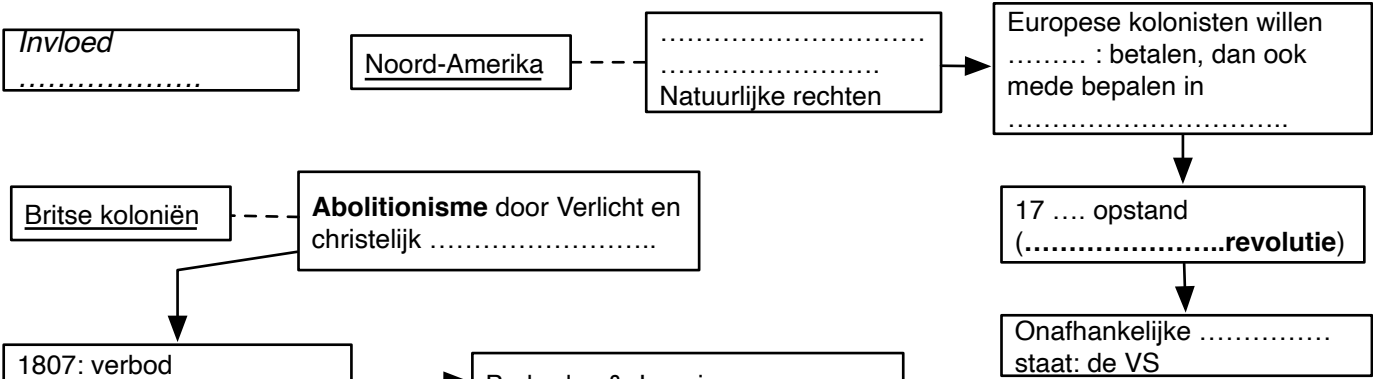 Invloed
……………….
Noord-Amerika
…………………………
…………………….
Natuurlijke rechten
Europese kolonisten willen
……… : betalen, dan ook
mede bepalen in
…………………………..
Britse koloniën
Abolitionisme door Verlicht en
christelijk ……………………..
17 …. opstand
(…………………..revolutie)
Onafhankelijke ……………
staat: de VS
1807: verbod